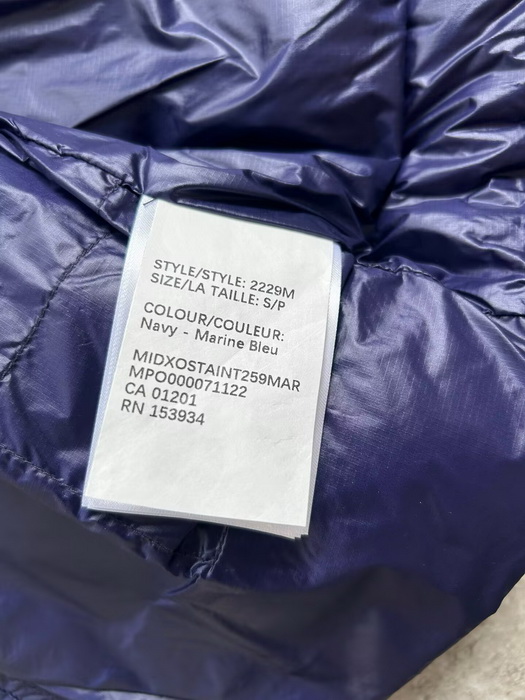 STYLE/STYLE: 2229M
SIZE/LA TAILLE: S/P
COLOUR/COULEUR:
Navy - Marine Bleu
MIDXOSTAINT259MAR
MPO000071122
CA 01201
RN 153934